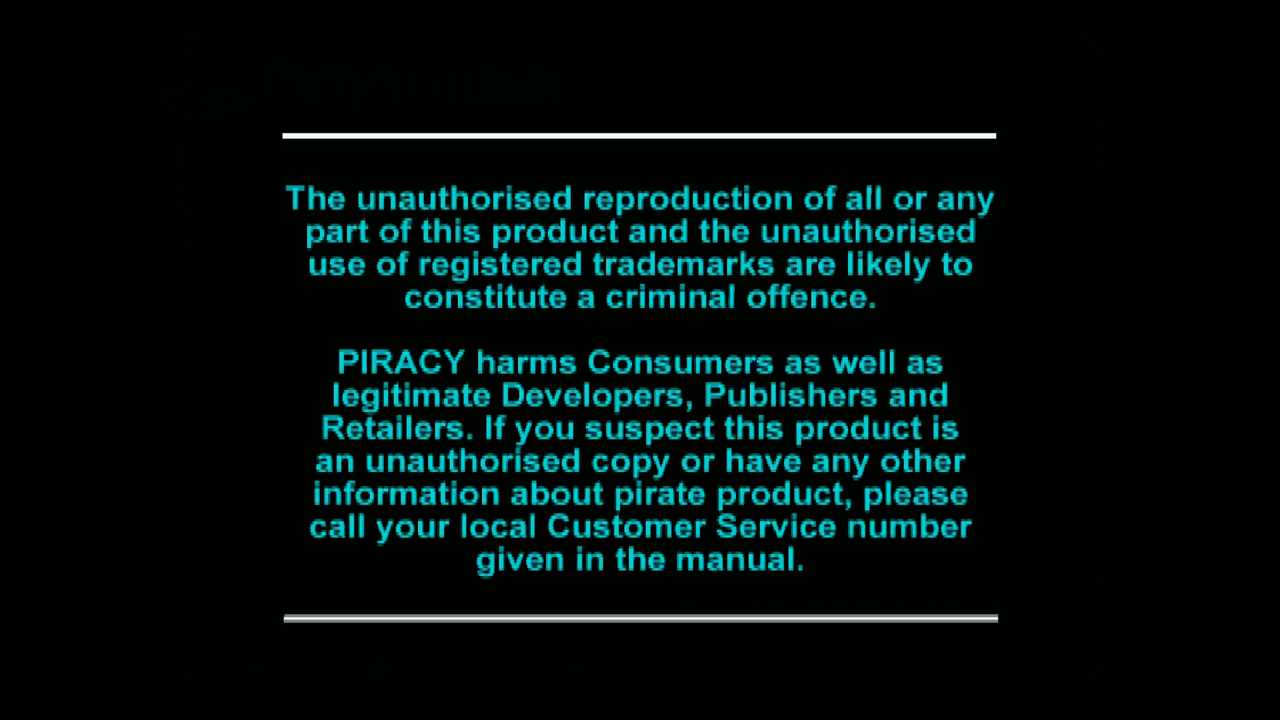 The unauthorised reproduction of all or any
part of this product and the unauthorised
use of registered trademarks are likely to
constitute a criminal offence.
PIRACY harms Consumers as well as
legitimate Developers, Publishers and
Retailers. If you suspect this product is
an unauthorised copy or have any other
information about pirate product, please
call your local Customer Service number
given in the manual.